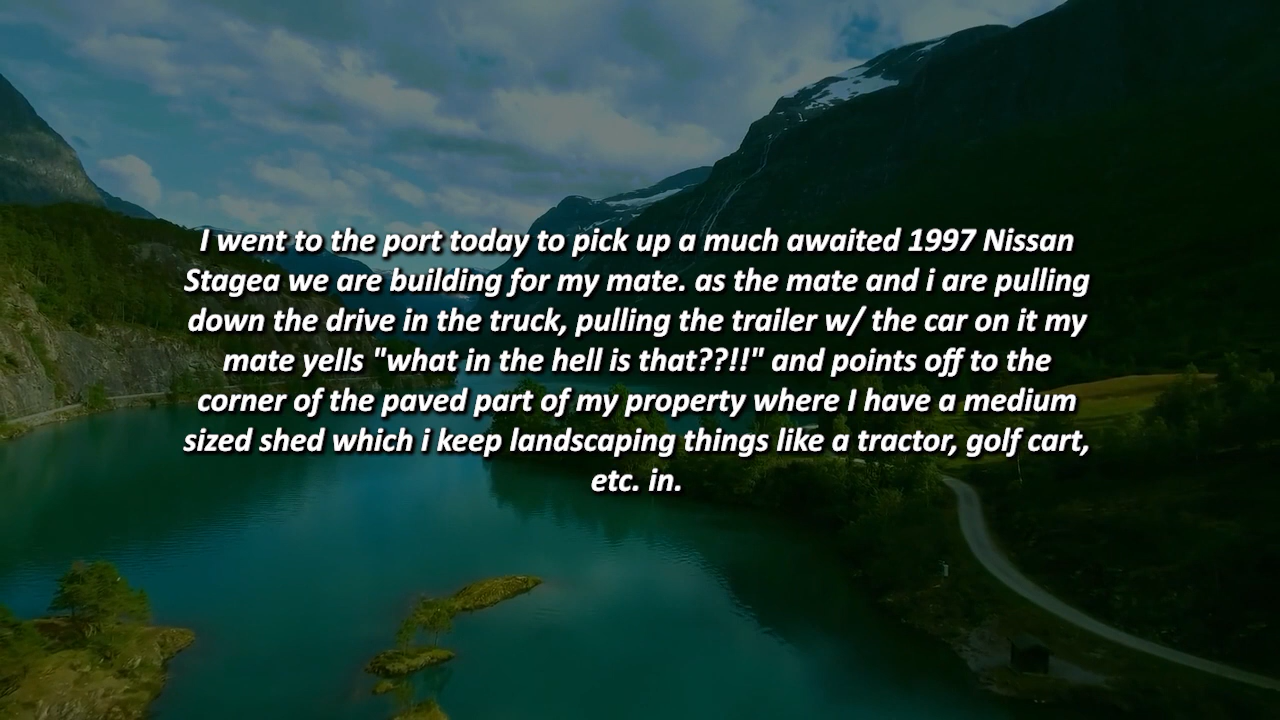 I went to the port today to pick up a much awaited 1997 Nissan
Stagea we are building for my mate. as the mate and i are pulling
down the drive in the truck, pulling the trailer w/ the car on it my
mate yells "what in the hell is that??!!" and points off to the
corner of the paved part of my property where I have a medium
sized shed which i keep landscaping things like a tractor, golf cart,
etc. in.